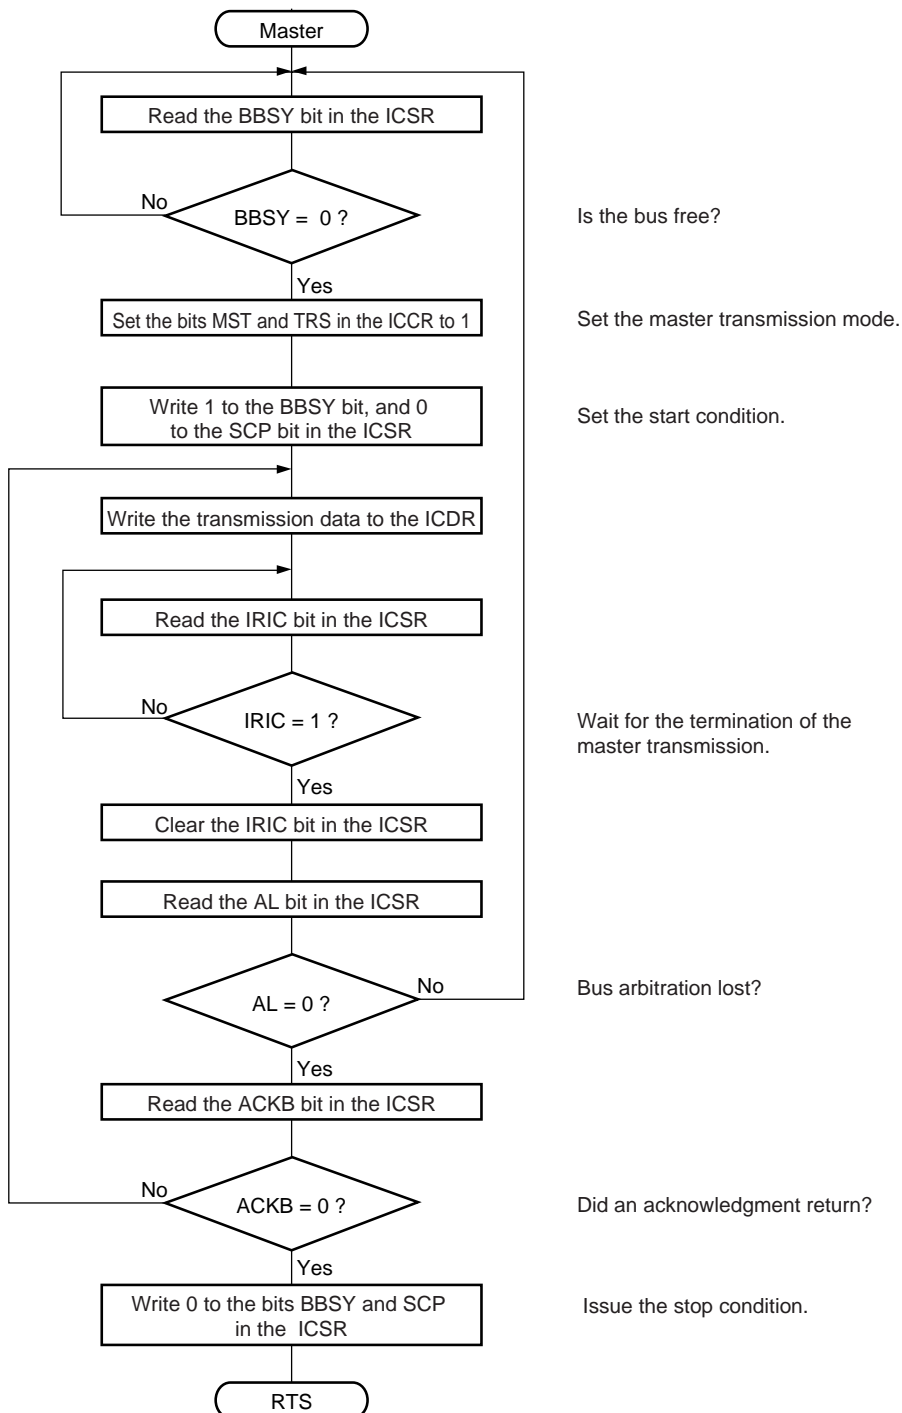 Master
Read the BBSY bit in the ICSR
No
BBSY = 0 ?
Is the bus free?
Yes
Set the bits MST and TRS in the ICCR to 1
Set the master transmission mode.
Write 1 to the BBSY bit, and 0
to the SCP bit in the ICSR
Set the start condition.
Write the transmission data to the ICDR
Read the IRIC bit in the ICSR
No
IRIC = 1 ?
Wait for the termination of the
master transmission.
Yes
Clear the IRIC bit in the ICSR
Read the AL bit in the ICSR
No
AL = 0 ?
Bus arbitration lost?
Yes
Read the ACKB bit in the ICSR
No
ACKB = 0 ?
Did an acknowledgment return?
Yes
Write 0 to the bits BBSY and SCP
in the ICSR
Issue the stop condition.
RTS